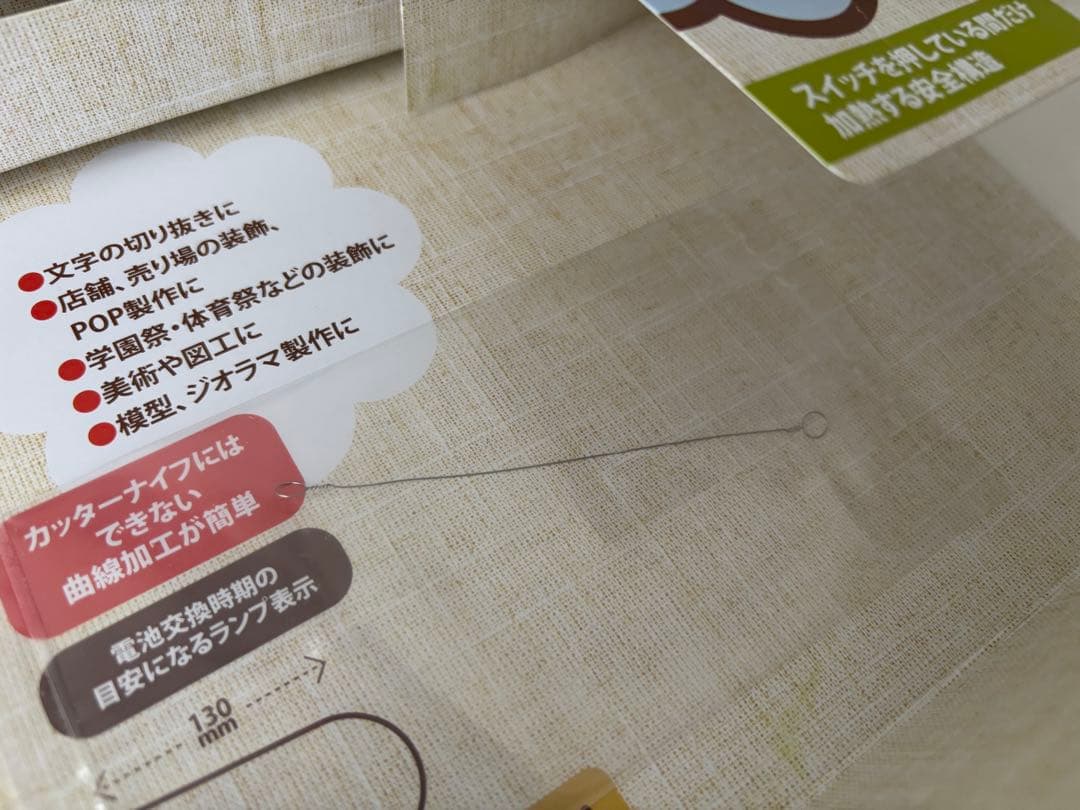 スイッチを押している間だけ
加熱する安全構造
●文字の切り抜きに
●店舗、売り場の装飾、
POP製作に
●学園祭・体育祭などの装飾に
●美術や図工に
●模型、ジオラマ製作に
カッターナイフには
できない
曲線加工が簡単
電池交換時期の
目安になるランプ表示
130
mm